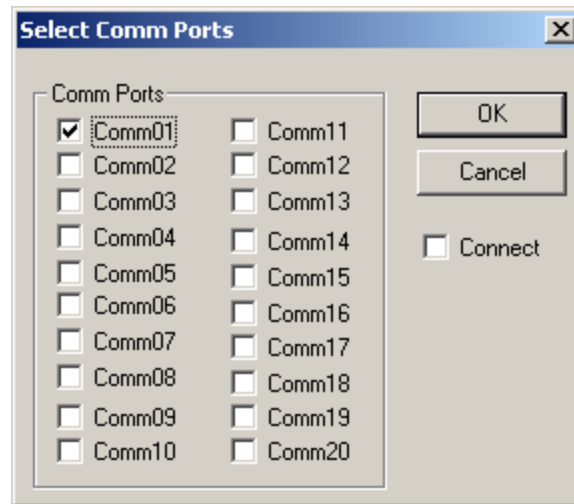 Select Comm Ports
Comm Ports
Comm01
Comm02
Comm03
Comm04
Comm05
Comm06
Comm07
Comm08
Comm09
Comm10
Comm11
Comm12
Comm13
Comm14
Comm15
Comm16
Comm17
Comm18
Comm19
Comm20
OK
Cancel
Connect